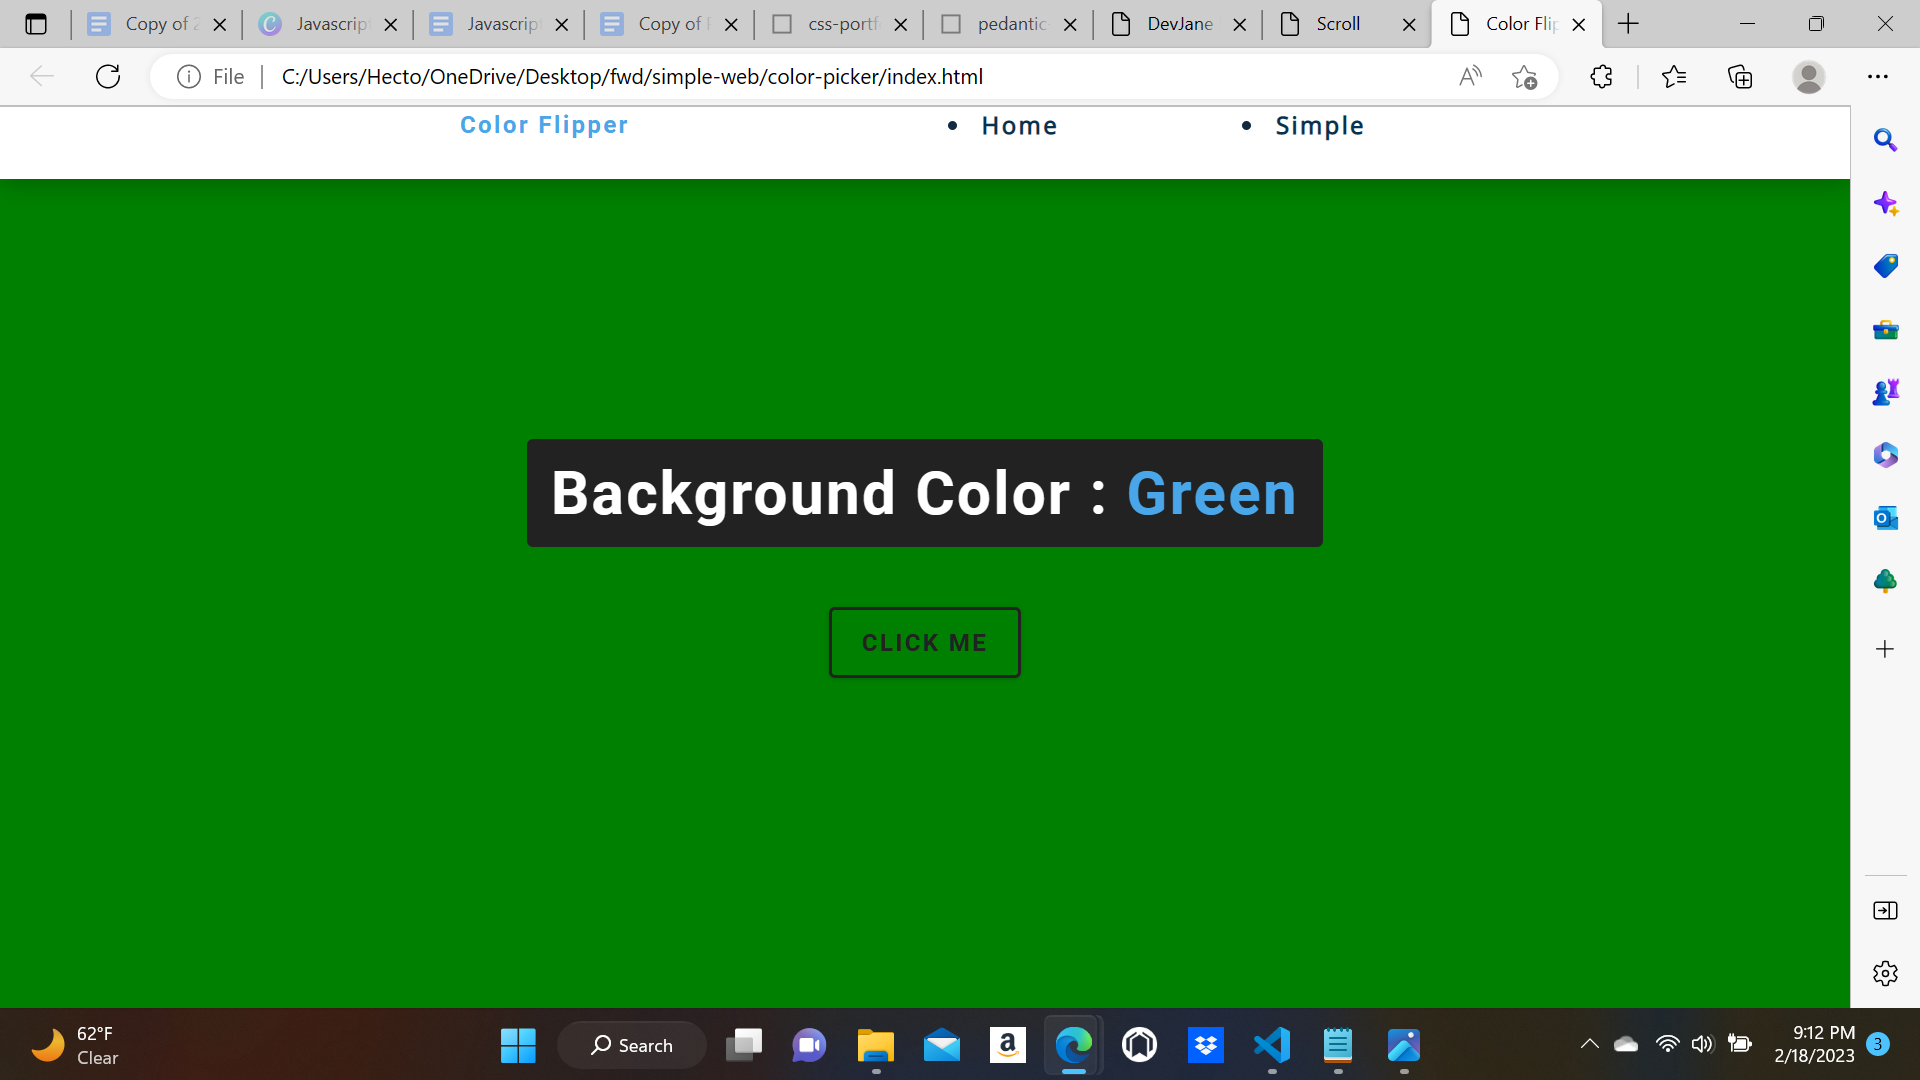 Copy of 2
Javascript
Javascript
Copy of
css-portf
pedantic-
DevJane
Scroll
Color Flip
File
C:/Users/Hecto/OneDrive/Desktop/fwd/simple-web/color-picker/index.html
Color Flipper
• Home
• Simple
Background Color : Green
CLICK ME
62°F
Clear
Search
9:12 PM
2/18/2023
3